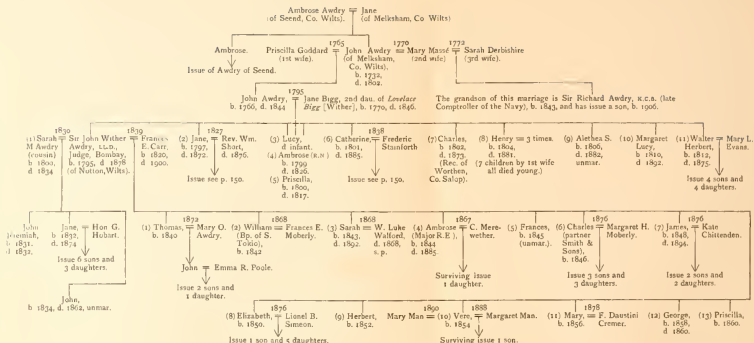 Ambrose Awdry = Jane
(of Seend, Co. Wilts). (of Melksham, Co Wilts)
1765 1770 1772
Ambrose. Priscilla Goddard = John Awdry = Mary Massé = Sarah Derbishire
(1st wife). (of Melksham, (2nd wife) (3rd wife).
Issue of Awdry of Seend. Co. Wilts).
b. 1732,
d. 1802.
1795
John Awdry, = Jane Bigg, 2nd dau. of Lovelace
b. 1766, d. 1844 Bigg [Wither], b. 1770, d. 1846.
The grandson of this marriage is Sir Richard Awdry, K.C.B. (late
Comptroller of the Navy), b. 1843, and has issue a son, b. 1906.
1830 1839 1827 1838
(1) Sarah = Sir John Wither = Frances
M Awdry Awdry, LL.D., E. Carr,
(cousin) Judge, Bombay, b. 1820,
b. 1800, b. 1795, d 1878 d 1900.
d. 1834 (of Notton, Wilts).
(2) Jane, = Rev. Wm.
b. 1797, Short,
d. 1872. d. 1876.
Issue see p. 150.
(3) Lucy,
d infant.
(4) Ambrose (R.N)
b. 1799
d. 1826.
(5) Priscilla,
b. 1800,
d. 1817.
(6) Catherine, = Frederic
b. 1801, Stainforth
d. 1885.
Issue see p. 150.
(7) Charles,
b. 1802,
d. 1873.
(Rec. of
Worthen,
Co. Salop).
(8) Henry = 3 times.
b. 1804,
d. 1881.
(7 children by 1st wife
all died young.)
(9) Alethea S.
b. 1806,
d. 1882,
unmar.
(10) Margaret
Lucy,
b 1810,
d 1892.
(11) Walter = Mary L.
Herbert, Evans.
b. 1812,
d. 1875.
Issue 4 sons and
4 daughters.
John
b. 1831.
d. 1832.
Jane, = Hon G.
b 1832, Hobart.
d. 1874
Issue 6 sons and
3 daughters.
John,
b 1834, d. 1862, unmar.
1872 1868 1868 1867 1876 1876
(1) Thomas, = Mary O.
b. 1840 Awdry.
John = Emma R. Poole.
Issue 2 sons and
1 daughter.
(2) William = Frances E.
(Bp. of S. Moberly.
Tokio),
b. 1842
(3) Sarah = W. Luke
b. 1843, Walford,
d. 1892. d. 1868,
s. p.
(4) Ambrose = C. Mere-
(Major R.E), wether.
b. 1844
d. 1885.
Surviving issue
1 daughter.
(5) Frances,
b. 1845
(unmar.).
(6) Charles = Margaret H.
(partner Moberly.
Smith &
Sons),
b. 1846.
Issue 3 sons and
3 daughters.
(7) James, = Kate
b. 1848, Chittenden.
d. 1894.
Issue 2 sons and
2 daughters.
1876 1890 1888 1878
(8) Elizabeth, = Lionel B.
b. 1850. Simeon.
Issue 1 son and 5 daughters.
(9) Herbert,
b. 1852.
Mary Man = (10) Vere, = Margaret Man.
b. 1854
Surviving issue 1 son.
(11) Mary, = F. Daustini
b. 1856. Cremer.
(12) George,
b. 1858,
d 1860.
(13) Priscilla,
b. 1860.